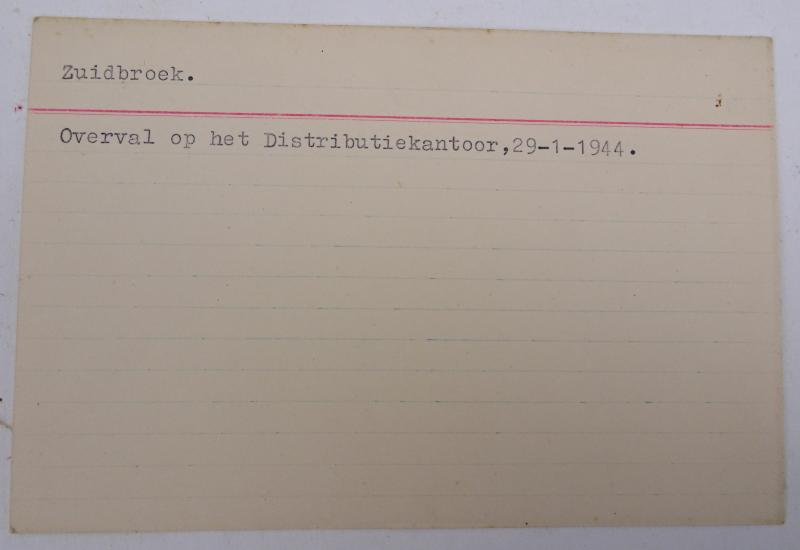 Zuidbroek.
Overval op het Distributiekantoor,29-1-1944.